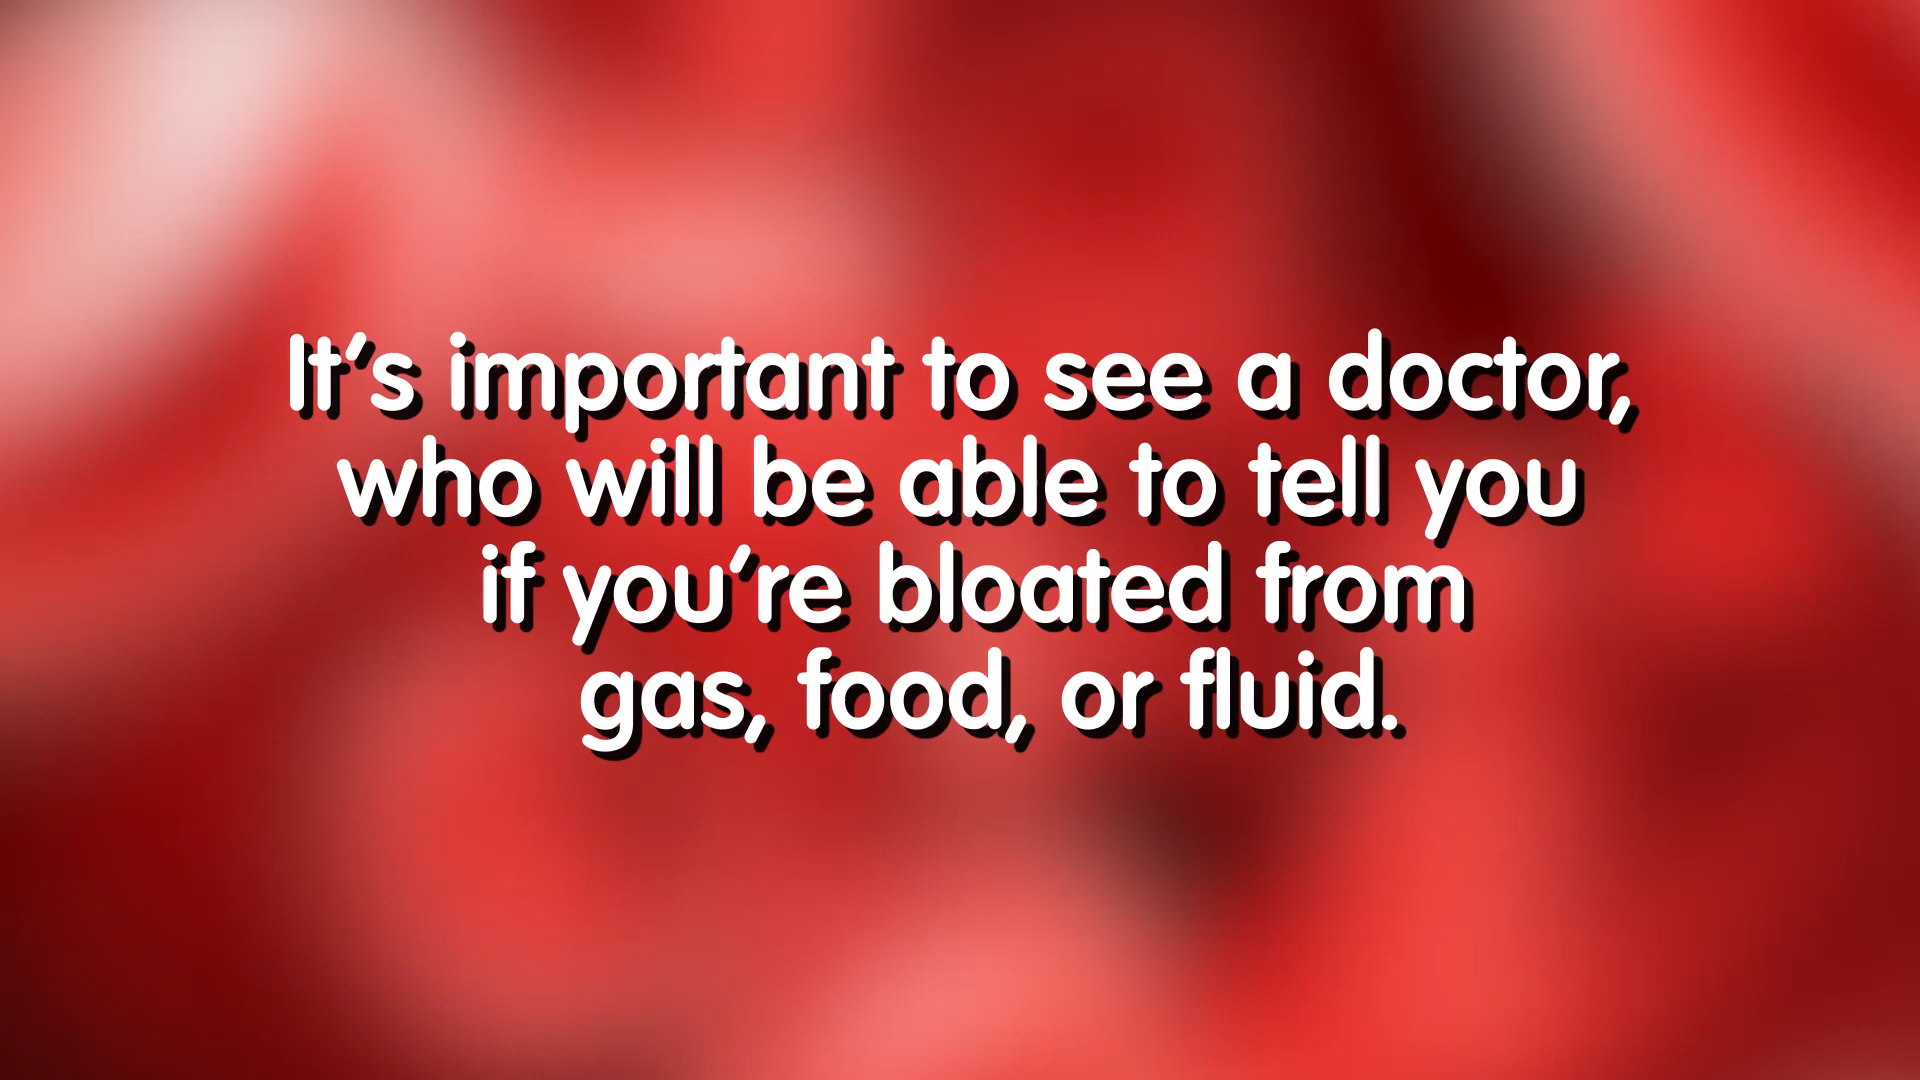 It's important to see a doctor,
who will be able to tell you
if you're bloated from
gas, food, or fluid.